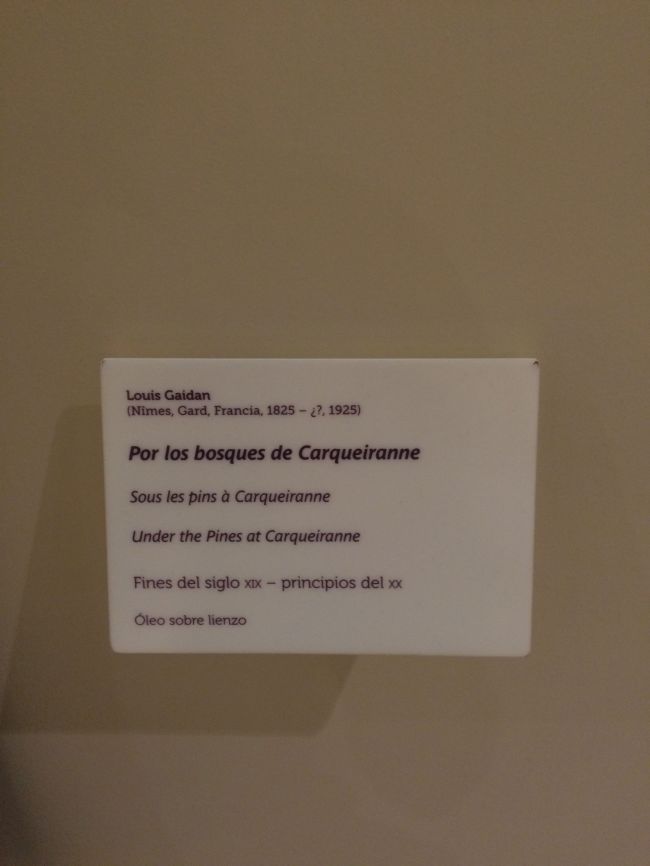 Louis Gaidan
(Nîmes, Gard, Francia, 1825 – ¿?, 1925)
Por los bosques de Carqueiranne
Sous les pins à Carqueiranne
Under the Pines at Carqueiranne
Fines del siglo XIX – principios del XX
Óleo sobre lienzo